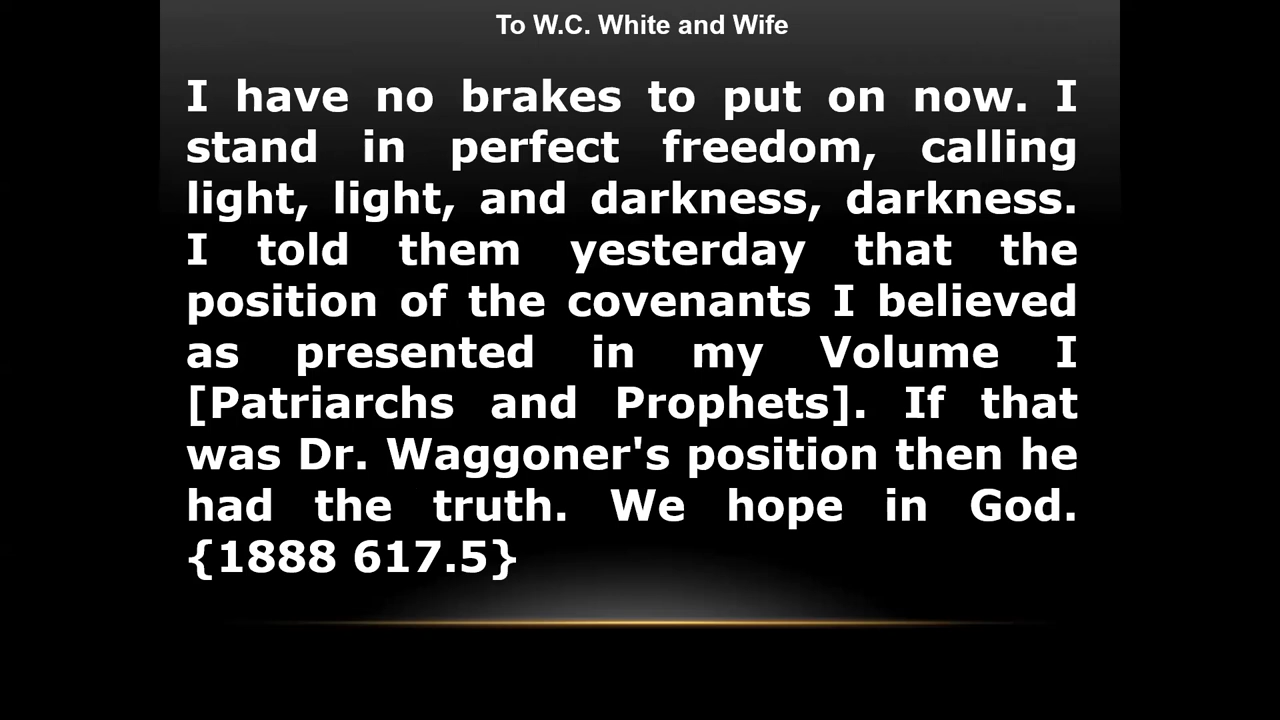 To W.C. White and Wife
I have no brakes to put on now. I
stand in perfect freedom, calling
light, light, and darkness, darkness.
I told them yesterday that the
position of the covenants I believed
as presented in my Volume I
[Patriarchs and Prophets]. If that
was Dr. Waggoner's position then he
had the truth. We hope in God.
{1888 617.5}